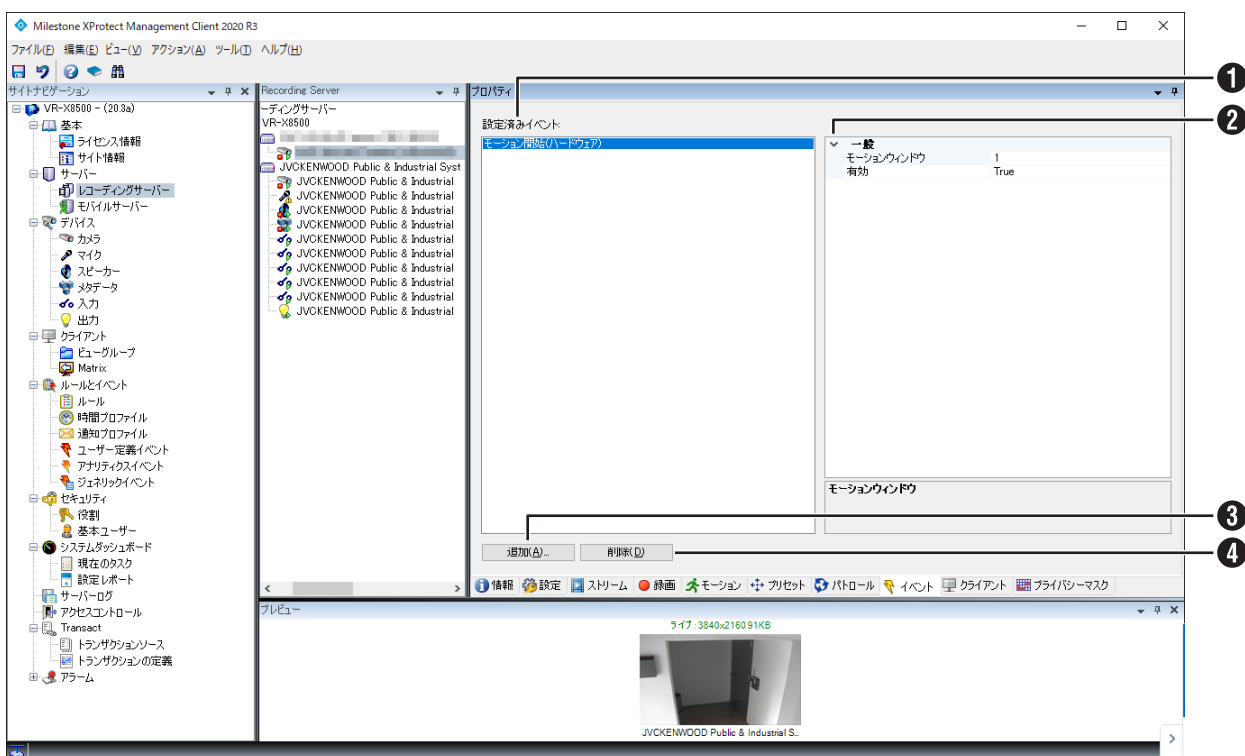 Milestone XProtect Management Client 2020 R3
ファイル(F) 編集(E) ビュー(V) アクション(A) ツール(T) ヘルプ(H)
サイトナビゲーション
VR-X8500 - (20.3a)
基本
ライセンス情報
サイト情報
サーバー
レコーディングサーバー
モバイルサーバー
デバイス
カメラ
マイク
スピーカー
メタデータ
入力
出力
クライアント
ビューグループ
Matrix
ルールとイベント
ルール
時間プロファイル
通知プロファイル
ユーザー定義イベント
アナリティクスイベント
ジェネリックイベント
セキュリティ
役割
基本ユーザー
システムダッシュボード
現在のタスク
設定レポート
サーバーログ
アクセスコントロール
Transact
トランザクションソース
トランザクションの定義
アラーム
Recording Server
ーディングサーバー
VR-X8500
JVCKENWOOD Public & Industrial Syst
JVCKENWOOD Public & Industrial
JVCKENWOOD Public & Industrial
JVCKENWOOD Public & Industrial
JVCKENWOOD Public & Industrial
JVCKENWOOD Public & Industrial
JVCKENWOOD Public & Industrial
JVCKENWOOD Public & Industrial
JVCKENWOOD Public & Industrial
JVCKENWOOD Public & Industrial
JVCKENWOOD Public & Industrial
プロパティ
設定済みイベント:
モーション開始(ハードウェア)
一般
モーションウィンドウ 1
有効 True
モーションウィンドウ
追加(A)... 削除(D)
情報 設定 ストリーム 録画 モーション プリセット パトロール イベント クライアント プライバシーマスク
プレビュー
ライブ: 3840x2160 91KB
JVCKENWOOD Public & Industrial S...
1
2
3
4